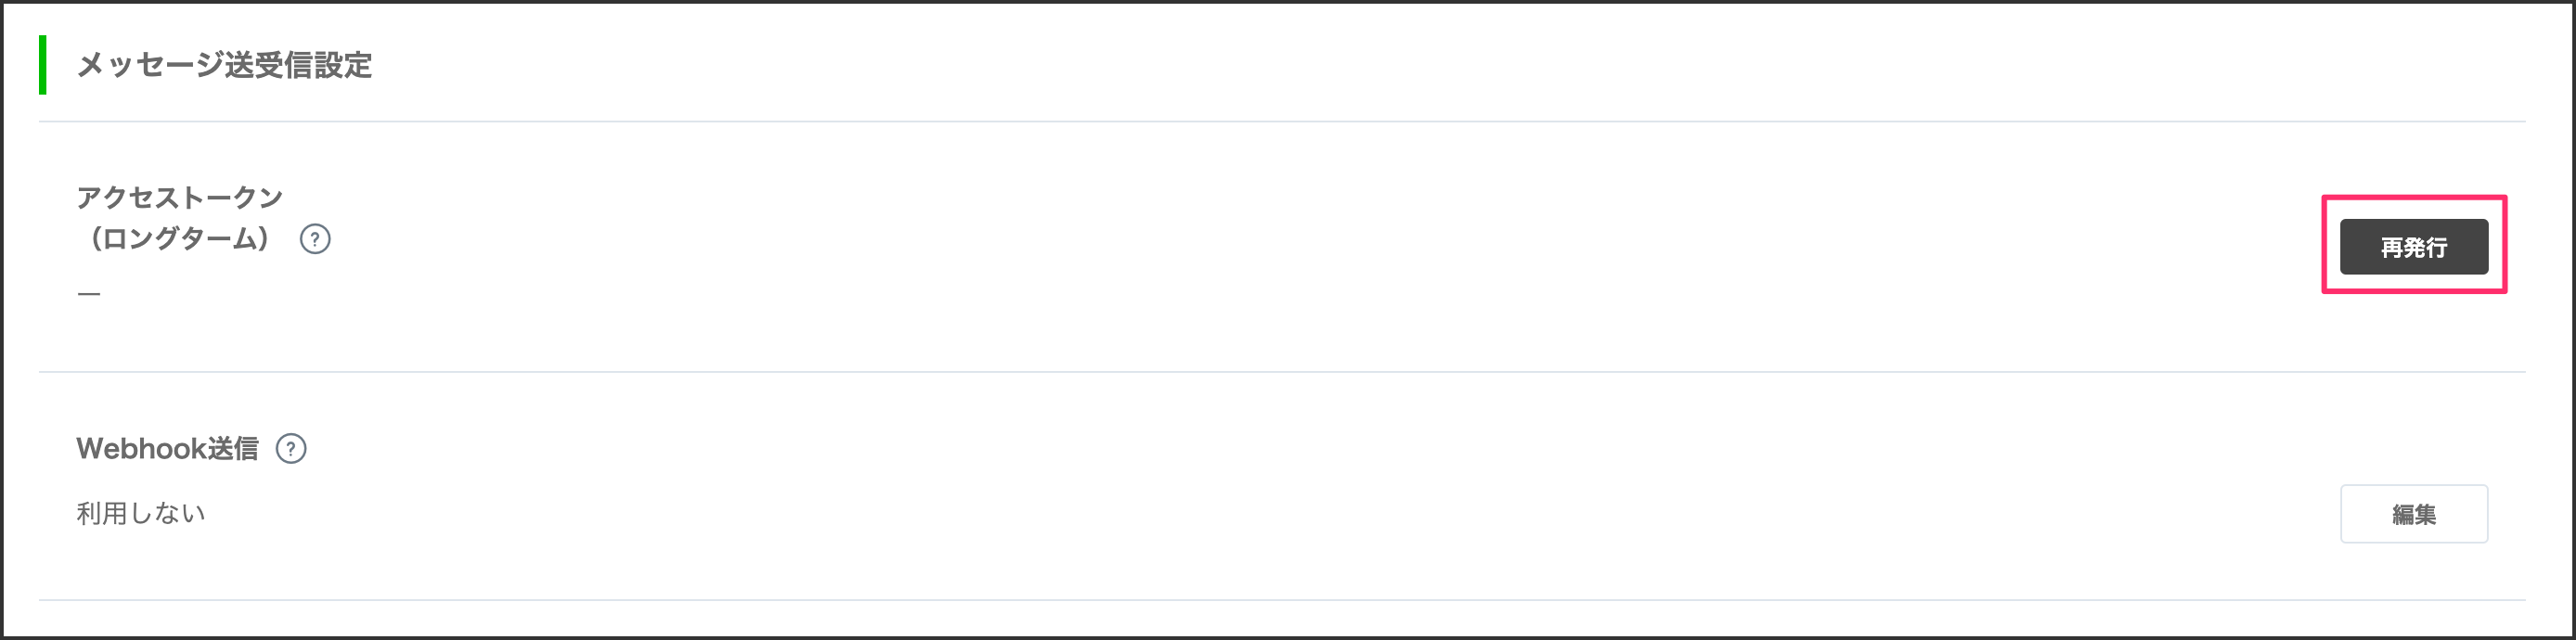 メッセージ送受信設定
アクセストークン
（ロングターム） ?
再発行
—
Webhook送信 ?
利用しない
編集